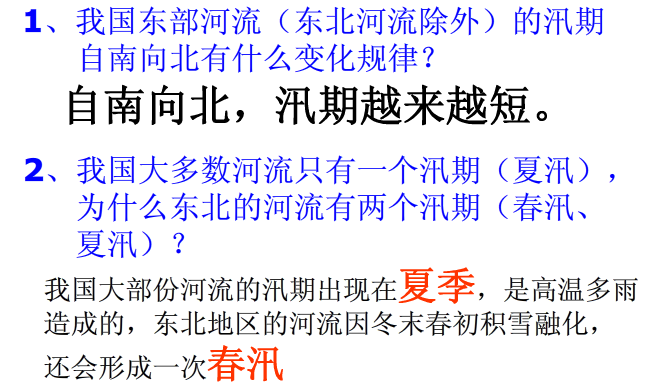 1、我国东部河流（东北河流除外）的汛期
自南向北有什么变化规律？
自南向北，汛期越来越短。
2、我国大多数河流只有一个汛期（夏汛），
为什么东北的河流有两个汛期（春汛、
夏汛）？
我国大部份河流的汛期出现在夏季，是高温多雨
造成的，东北地区的河流因冬末春初积雪融化，
还会形成一次春汛